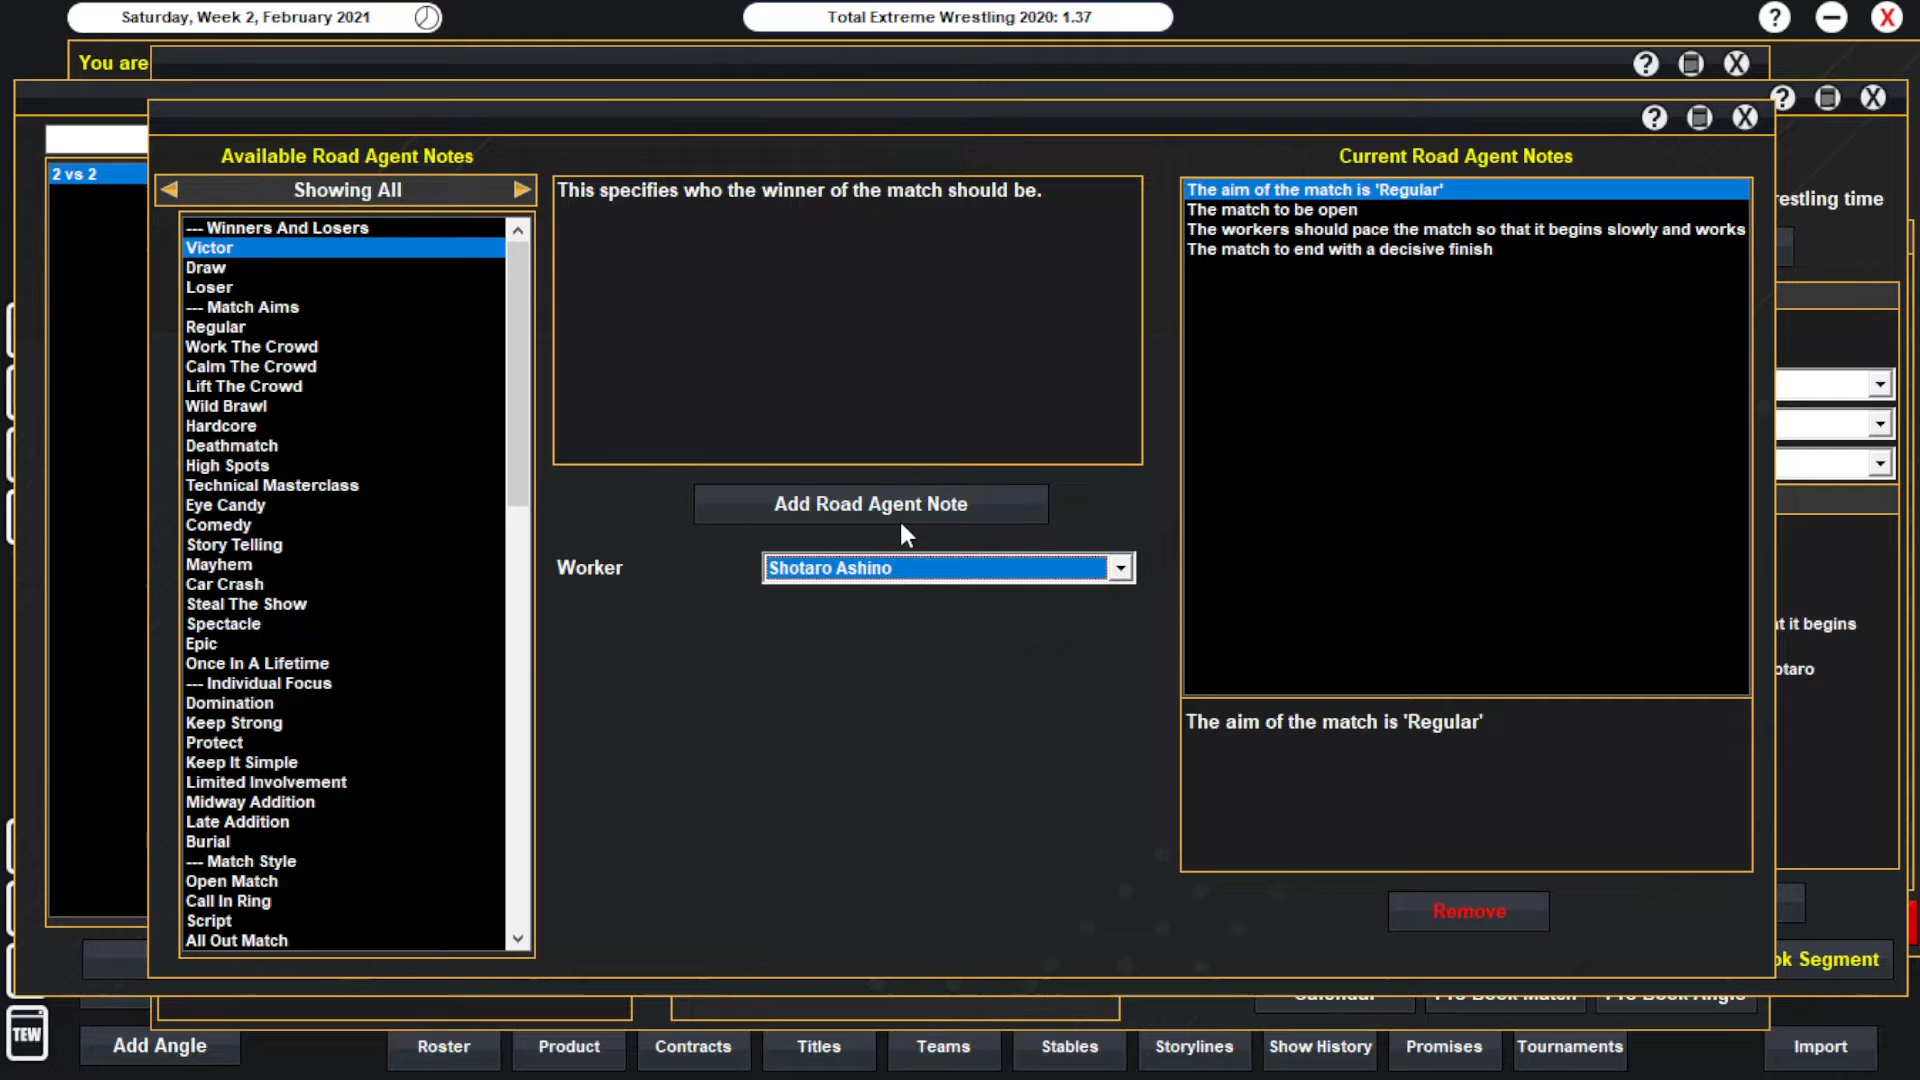 Saturday, Week 2, February 2021
Total Extreme Wrestling 2020: 1.37
? X
You are
? X
? X
? X
Available Road Agent Notes
Current Road Agent Notes
2 vs 2
Showing All
--- Winners And Losers
Victor
Draw
Loser
--- Match Aims
Regular
Work The Crowd
Calm The Crowd
Lift The Crowd
Wild Brawl
Hardcore
Deathmatch
High Spots
Technical Masterclass
Eye Candy
Comedy
Story Telling
Mayhem
Car Crash
Steal The Show
Spectacle
Epic
Once In A Lifetime
--- Individual Focus
Domination
Keep Strong
Protect
Keep It Simple
Limited Involvement
Midway Addition
Late Addition
Burial
--- Match Style
Open Match
Call In Ring
Script
All Out Match
This specifies who the winner of the match should be.
Add Road Agent Note
Worker
Shotaro Ashino
The aim of the match is 'Regular'
The match to be open
The workers should pace the match so that it begins slowly and works
The match to end with a decisive finish
The aim of the match is 'Regular'
Remove
restling time
t it begins
otaro
ok Segment
Calendar
Pre Book Match
Pre Book Angle
TEW
Add Angle
Roster
Product
Contracts
Titles
Teams
Stables
Storylines
Show History
Promises
Tournaments
Import